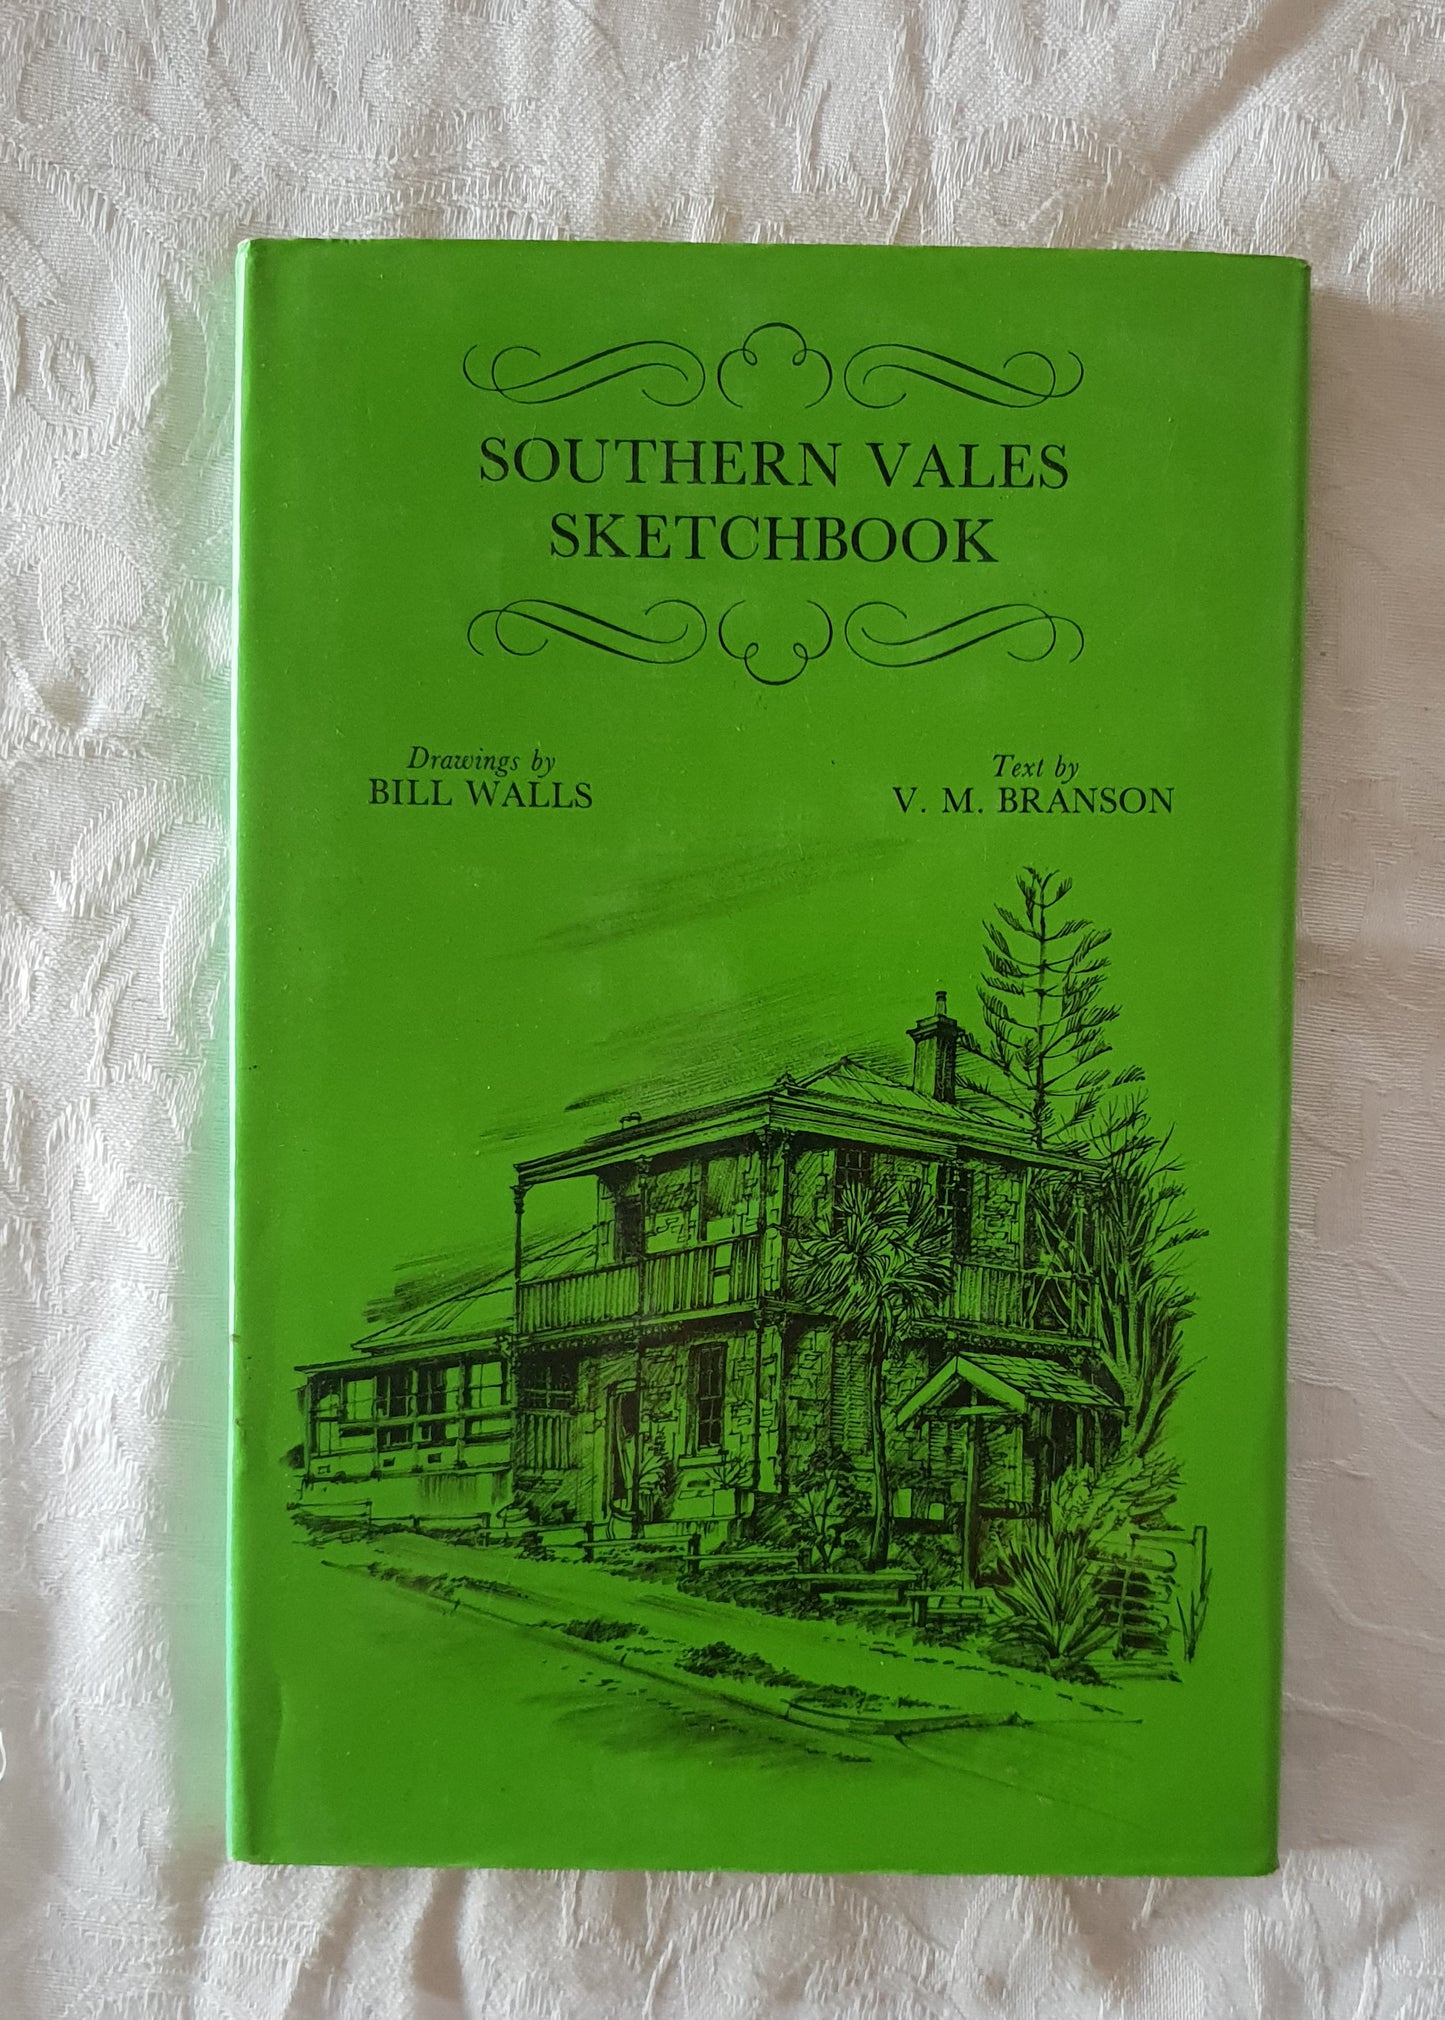 SOUTHERN VALES
SKETCHBOOK
Drawings by
BILL WALLS
Text by
V. M. BRANSON